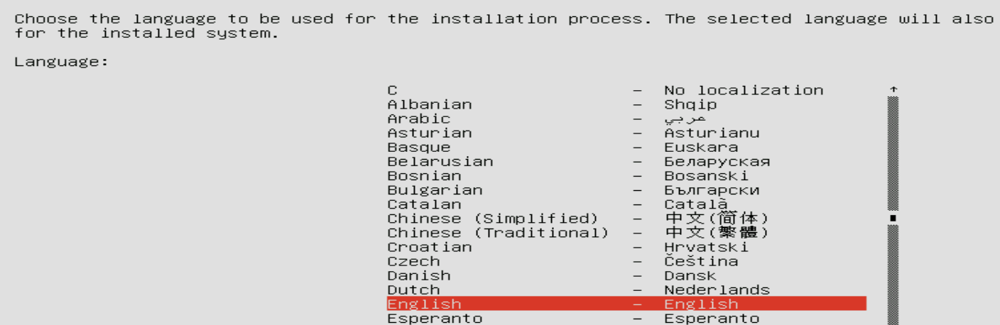 Choose the language to be used for the installation process. The selected language will also
for the installed system.
Language:
C - No localization
Albanian - Shqip
Arabic - عربي
Asturian - Asturianu
Basque - Euskara
Belarusian - Беларуская
Bosnian - Bosanski
Bulgarian - Български
Catalan - Català
Chinese (Simplified) - 中文(简体)
Chinese (Traditional) - 中文(繁體)
Croatian - Hrvatski
Czech - Čeština
Danish - Dansk
Dutch - Nederlands
English - English
Esperanto - Esperanto